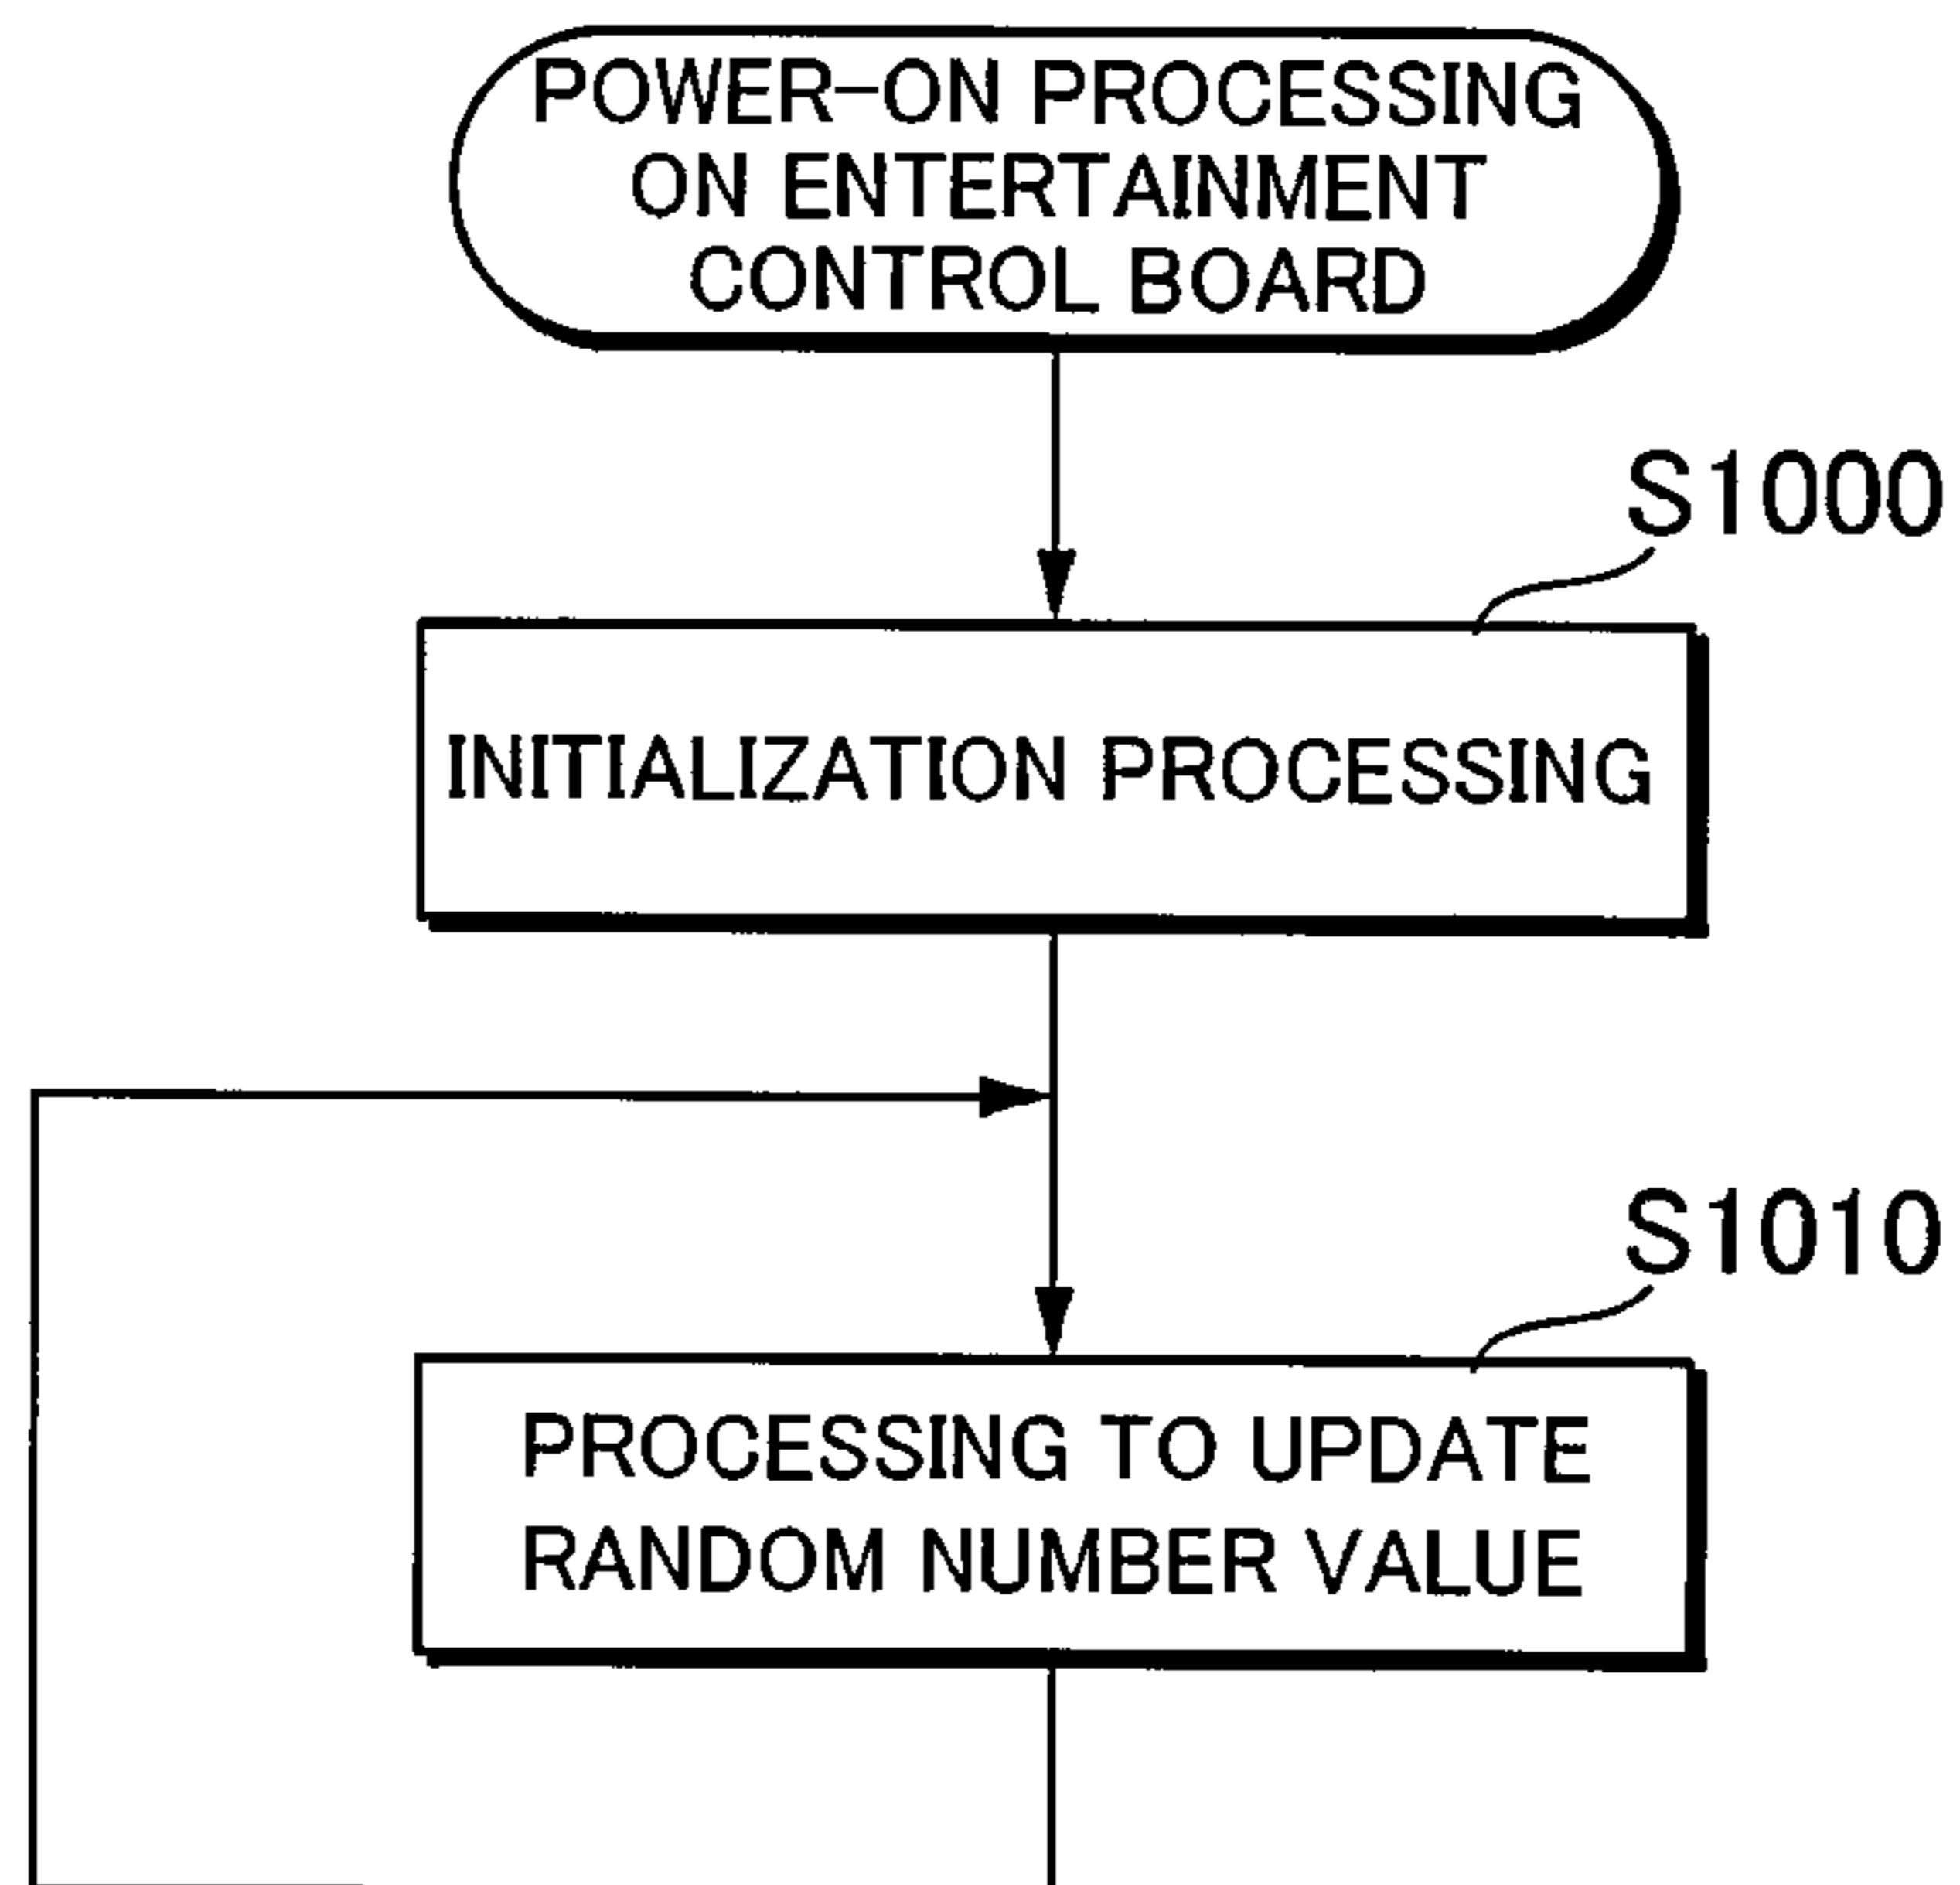 POWER-ON PROCESSING
ON ENTERTAINMENT
CONTROL BOARD
S1000
INITIALIZATION PROCESSING
S1010
PROCESSING TO UPDATE
RANDOM NUMBER VALUE